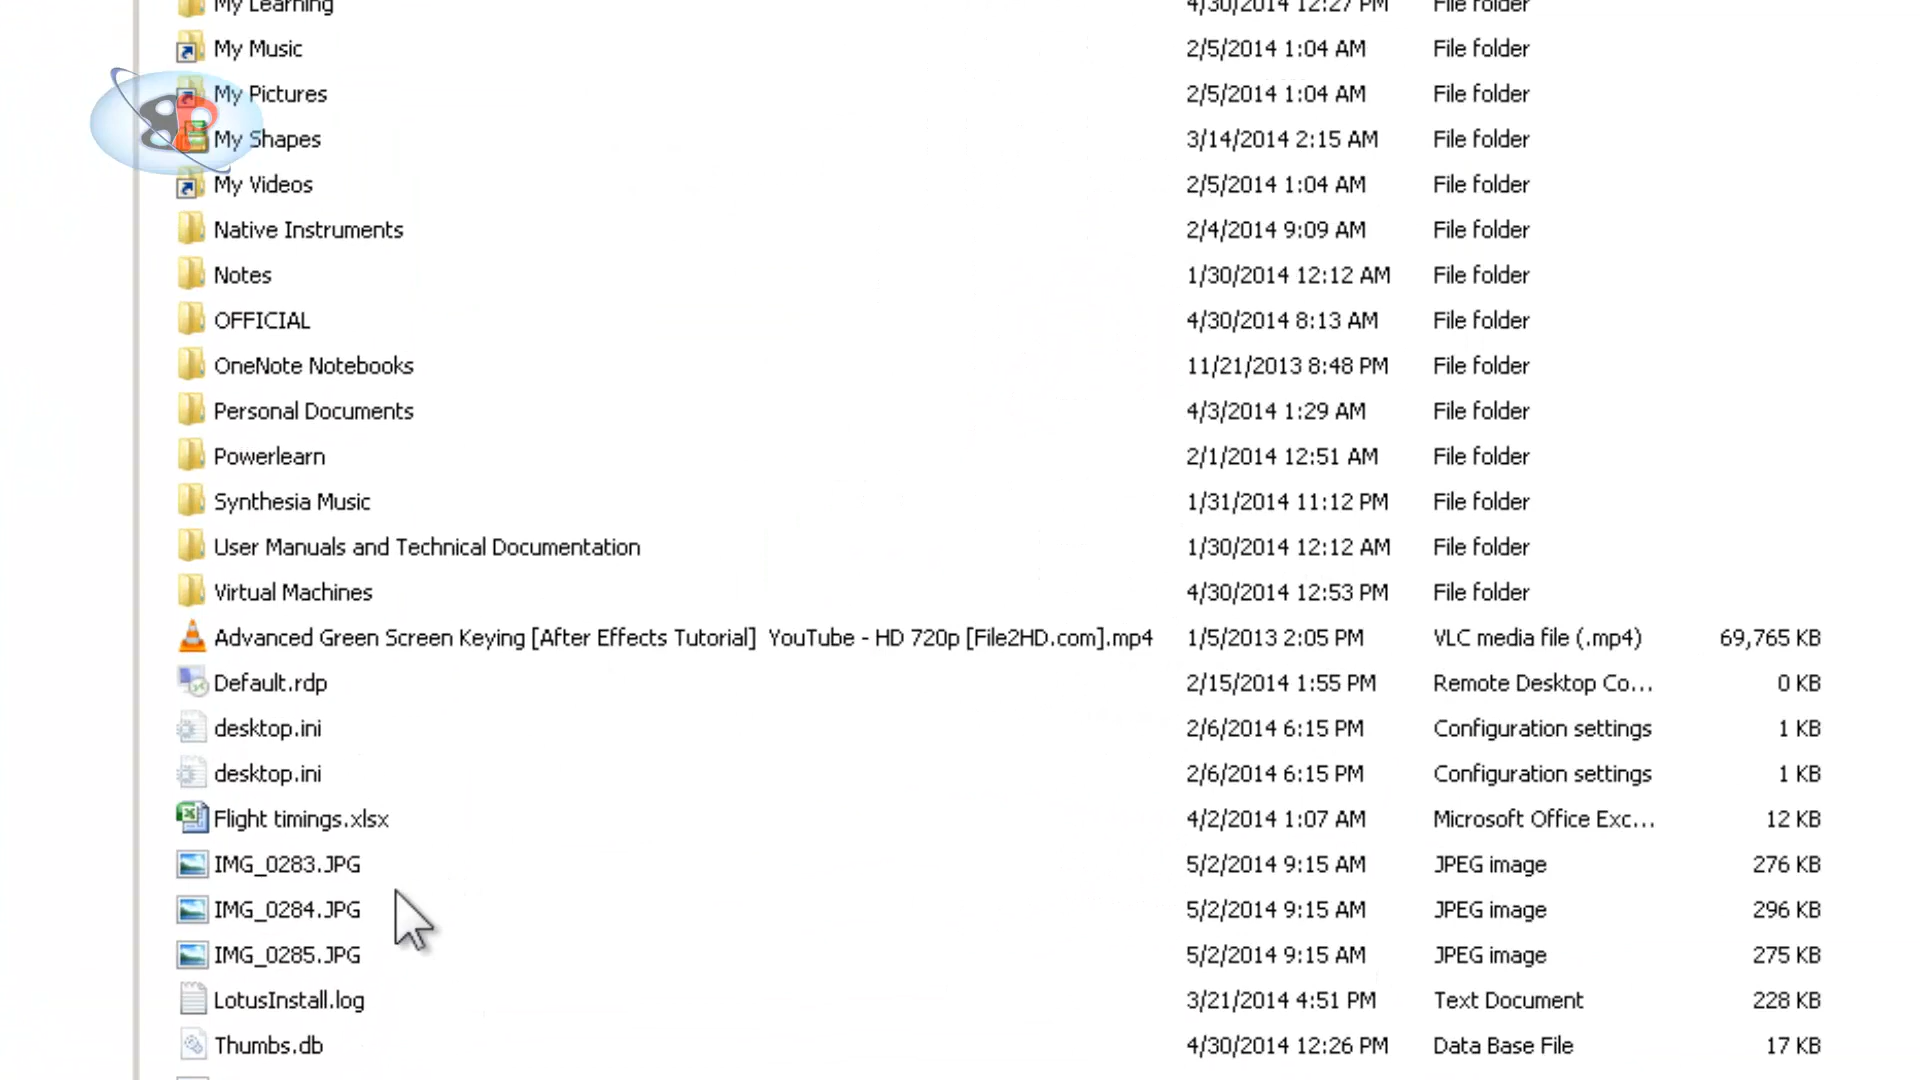 My Learning 4/30/2014 12:27 PM File folder
My Music 2/5/2014 1:04 AM File folder
My Pictures 2/5/2014 1:04 AM File folder
My Shapes 3/14/2014 2:15 AM File folder
My Videos 2/5/2014 1:04 AM File folder
Native Instruments 2/4/2014 9:09 AM File folder
Notes 1/30/2014 12:12 AM File folder
OFFICIAL 4/30/2014 8:13 AM File folder
OneNote Notebooks 11/21/2013 8:48 PM File folder
Personal Documents 4/3/2014 1:29 AM File folder
Powerlearn 2/1/2014 12:51 AM File folder
Synthesia Music 1/31/2014 11:12 PM File folder
User Manuals and Technical Documentation 1/30/2014 12:12 AM File folder
Virtual Machines 4/30/2014 12:53 PM File folder
Advanced Green Screen Keying [After Effects Tutorial]  YouTube - HD 720p [File2HD.com].mp4 1/5/2013 2:05 PM VLC media file (.mp4) 69,765 KB
Default.rdp 2/15/2014 1:55 PM Remote Desktop Co... 0 KB
desktop.ini 2/6/2014 6:15 PM Configuration settings 1 KB
desktop.ini 2/6/2014 6:15 PM Configuration settings 1 KB
Flight timings.xlsx 4/2/2014 1:07 AM Microsoft Office Exc... 12 KB
IMG_0283.JPG 5/2/2014 9:15 AM JPEG image 276 KB
IMG_0284.JPG 5/2/2014 9:15 AM JPEG image 296 KB
IMG_0285.JPG 5/2/2014 9:15 AM JPEG image 275 KB
LotusInstall.log 3/21/2014 4:51 PM Text Document 228 KB
Thumbs.db 4/30/2014 12:26 PM Data Base File 17 KB